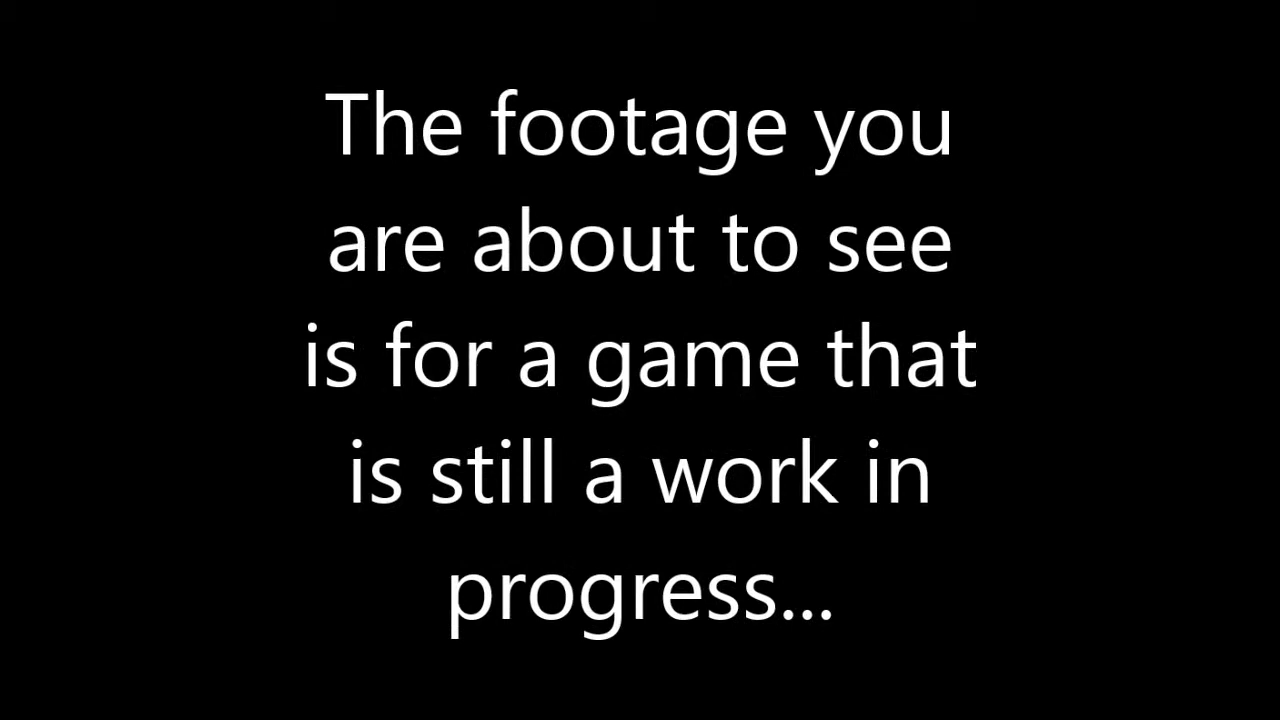 The footage you
are about to see
is for a game that
is still a work in
progress...